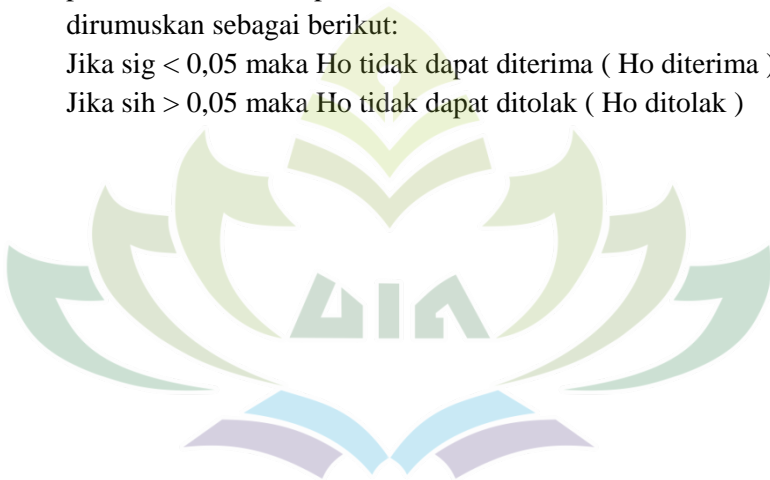 dirumuskan sebagai berikut:
Jika sig < 0,05 maka Ho tidak dapat diterima ( Ho diterima )
Jika sih > 0,05 maka Ho tidak dapat ditolak ( Ho ditolak )
UIN